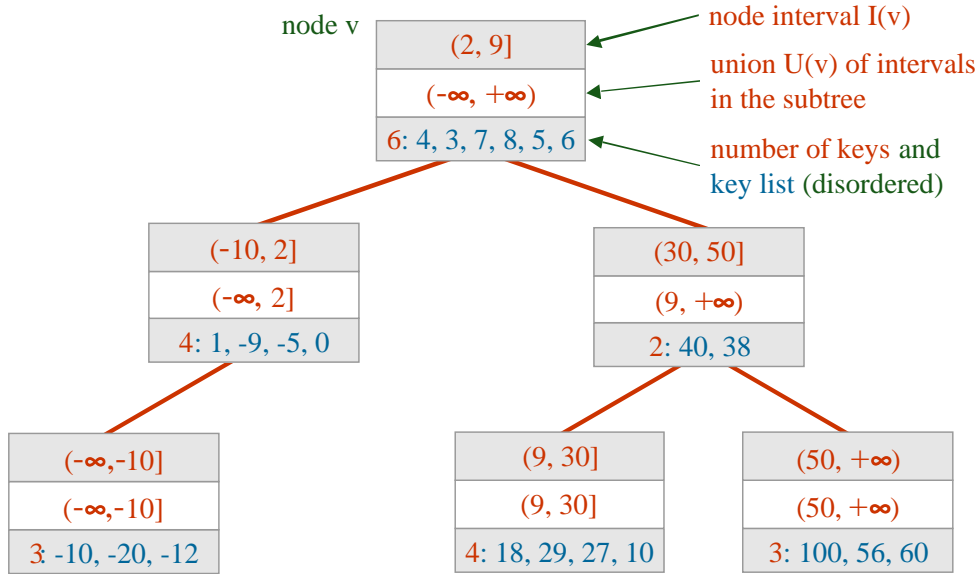 node v
(2, 9]
(-∞, +∞)
6: 4, 3, 7, 8, 5, 6
node interval I(v)
union U(v) of intervals
in the subtree
number of keys and
key list (disordered)
(-10, 2]
(-∞, 2]
4: 1, -9, -5, 0
(30, 50]
(9, +∞)
2: 40, 38
(-∞,-10]
(-∞,-10]
3: -10, -20, -12
(9, 30]
(9, 30]
4: 18, 29, 27, 10
(50, +∞)
(50, +∞)
3: 100, 56, 60